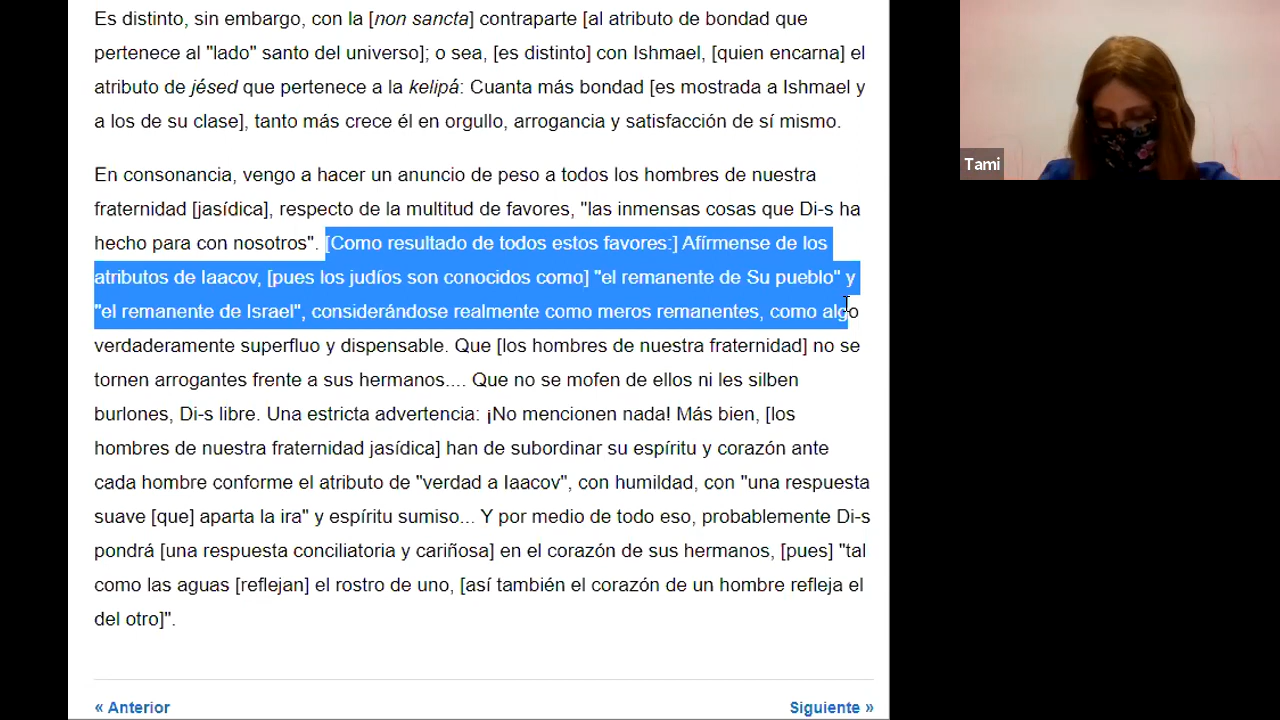 Es distinto, sin embargo, con la [non sancta] contraparte [al atributo de bondad que
pertenece al "lado" santo del universo]; o sea, [es distinto] con Ishmael, [quien encarna] el
atributo de jésed que pertenece a la kelipá: Cuanta más bondad [es mostrada a Ishmael y
a los de su clase], tanto más crece él en orgullo, arrogancia y satisfacción de sí mismo.
En consonancia, vengo a hacer un anuncio de peso a todos los hombres de nuestra
fraternidad [jasídica], respecto de la multitud de favores, "las inmensas cosas que Di-s ha
hecho para con nosotros". [Como resultado de todos estos favores:] Afírmense de los
atributos de Iaacov, [pues los judíos son conocidos como] "el remanente de Su pueblo" y
"el remanente de Israel", considerándose realmente como meros remanentes, como algo
verdaderamente superfluo y dispensable. Que [los hombres de nuestra fraternidad] no se
tornen arrogantes frente a sus hermanos.... Que no se mofen de ellos ni les silben
burlones, Di-s libre. Una estricta advertencia: ¡No mencionen nada! Más bien, [los
hombres de nuestra fraternidad jasídica] han de subordinar su espíritu y corazón ante
cada hombre conforme el atributo de "verdad a Iaacov", con humildad, con "una respuesta
suave [que] aparta la ira" y espíritu sumiso... Y por medio de todo eso, probablemente Di-s
pondrá [una respuesta conciliatoria y cariñosa] en el corazón de sus hermanos, [pues] "tal
como las aguas [reflejan] el rostro de uno, [así también el corazón de un hombre refleja el
del otro]".
« Anterior
Siguiente »
Tami